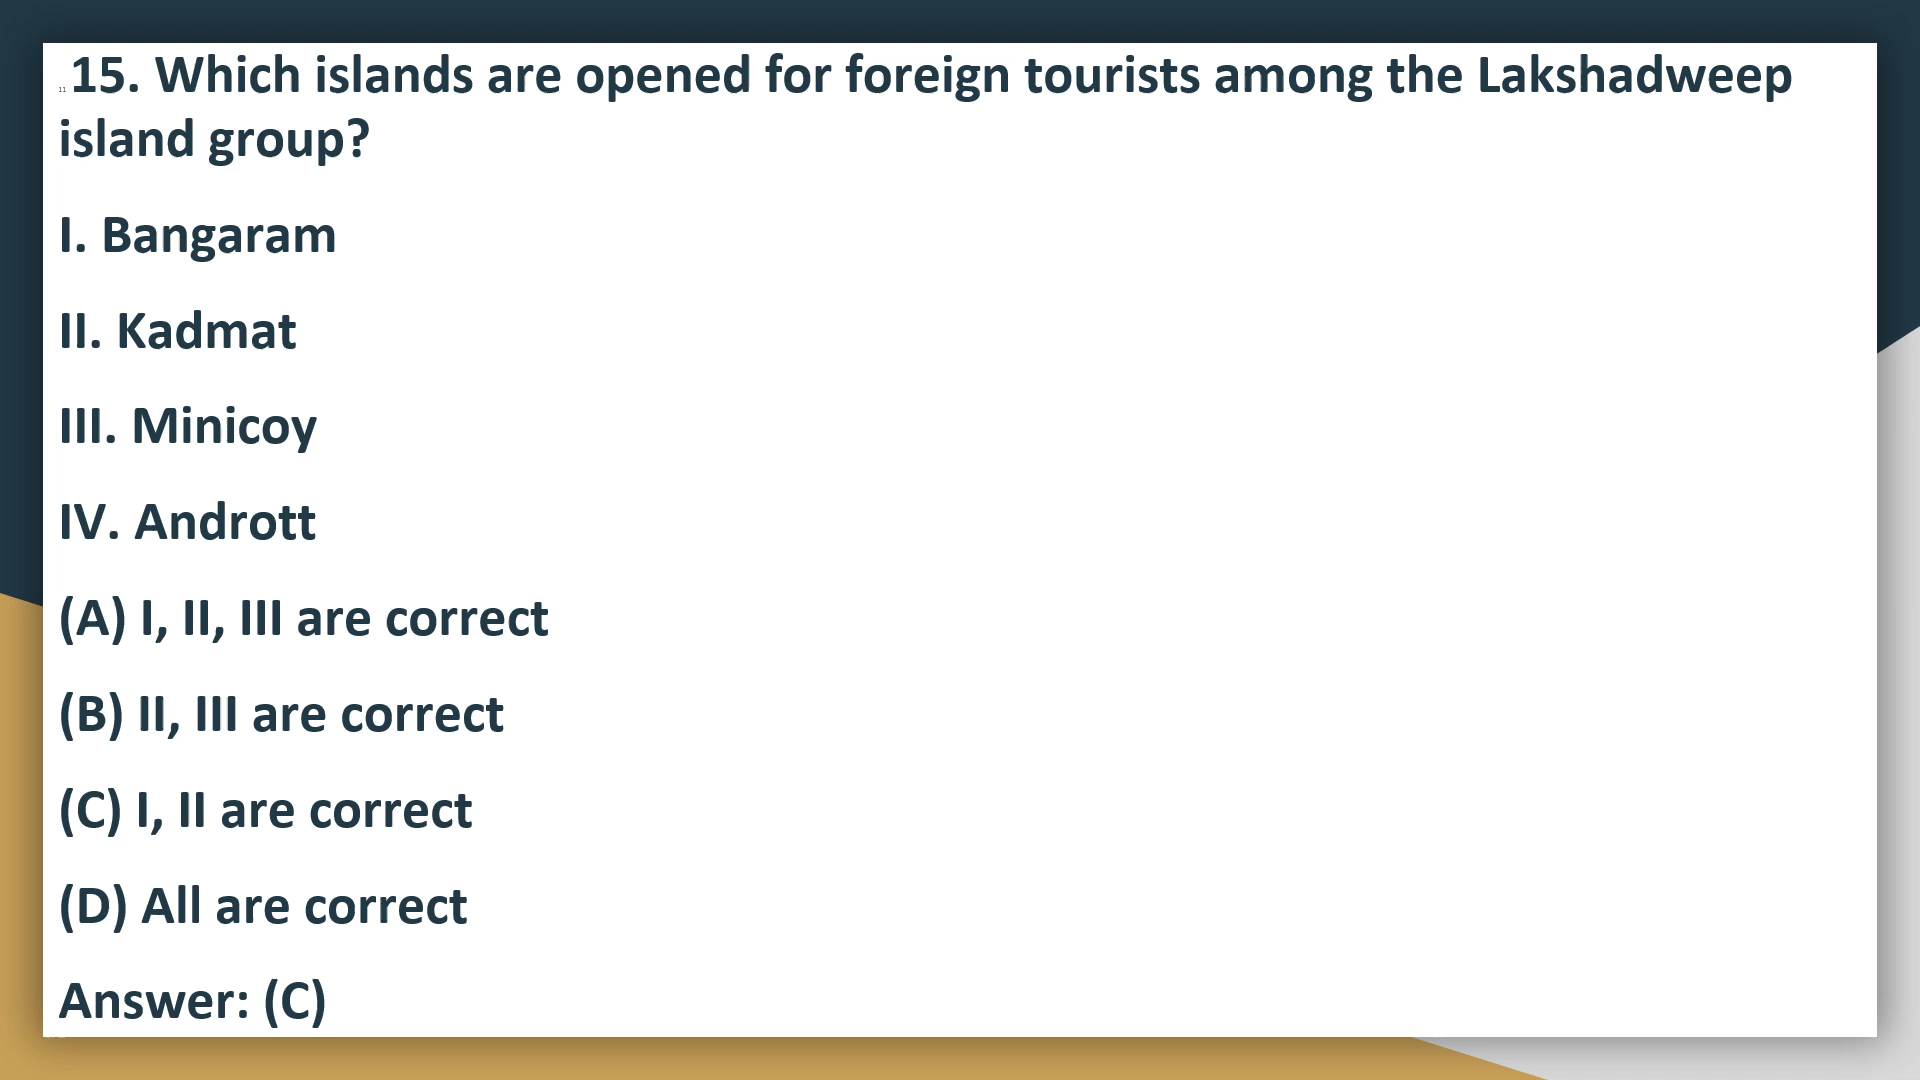 15. Which islands are opened for foreign tourists among the Lakshadweep
island group?
I. Bangaram
II. Kadmat
III. Minicoy
IV. Andrott
(A) I, II, III are correct
(B) II, III are correct
(C) I, II are correct
(D) All are correct
Answer: (C)